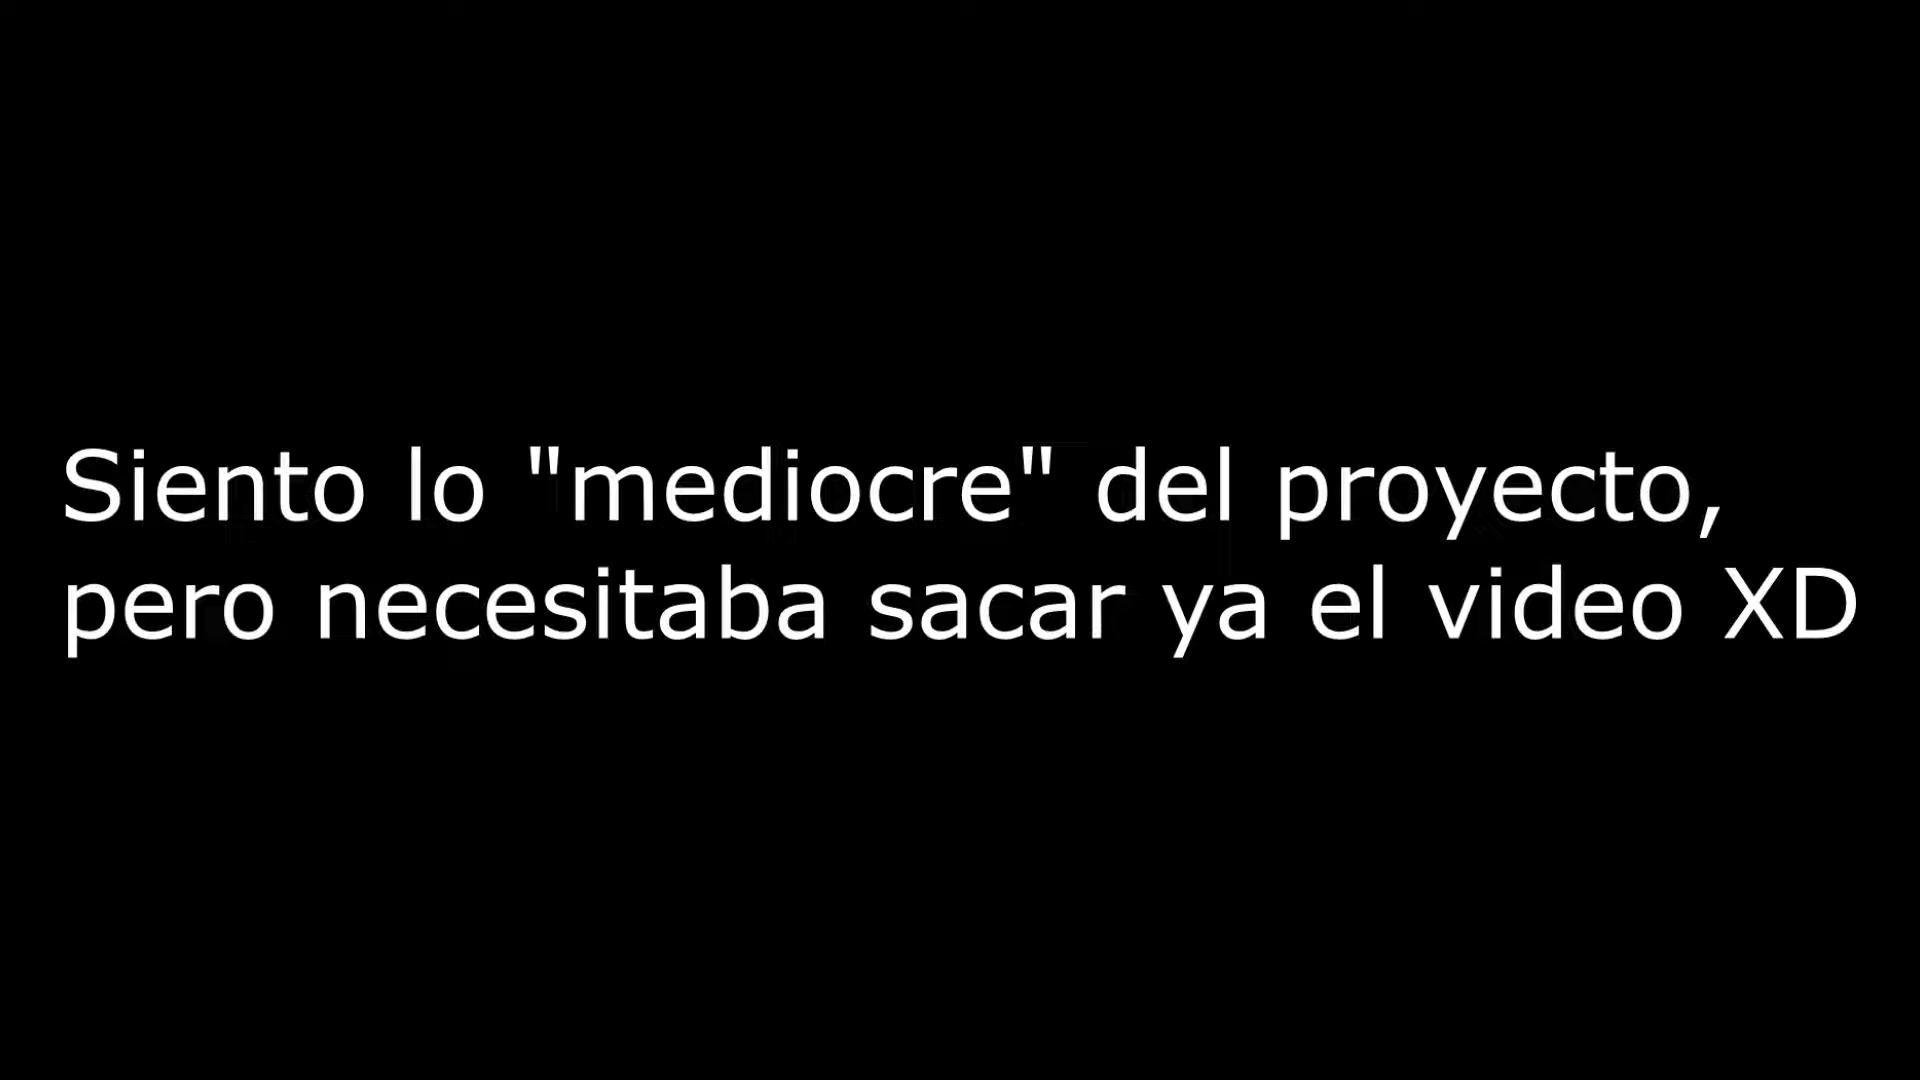 Siento lo "mediocre" del proyecto,
pero necesitaba sacar ya el video XD